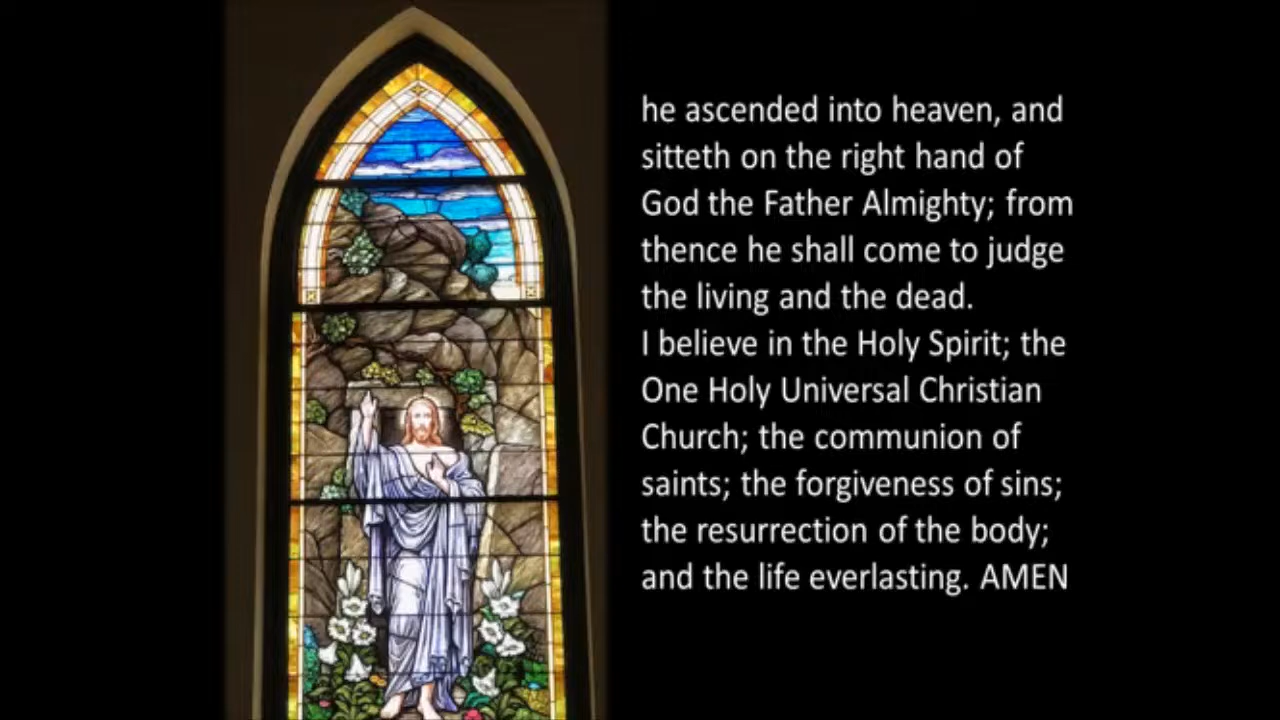 he ascended into heaven, and
sitteth on the right hand of
God the Father Almighty; from
thence he shall come to judge
the living and the dead.
I believe in the Holy Spirit; the
One Holy Universal Christian
Church; the communion of
saints; the forgiveness of sins;
the resurrection of the body;
and the life everlasting. AMEN